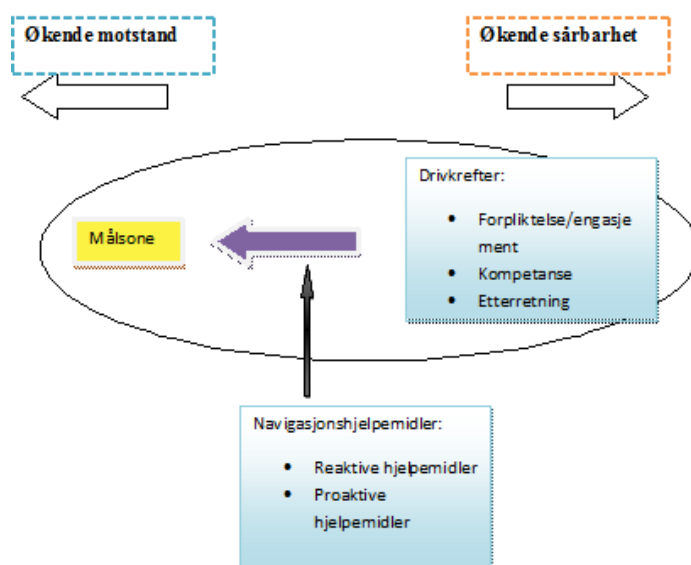 Økende motstand
Økende sårbarhet
Drivkrefter:
Forpliktelse/engasje
ment
Kompetanse
Etterretning
Målsone
Navigasjonshjelpemidler:
Reaktive hjelpemidler
Proaktive
hjelpemidler